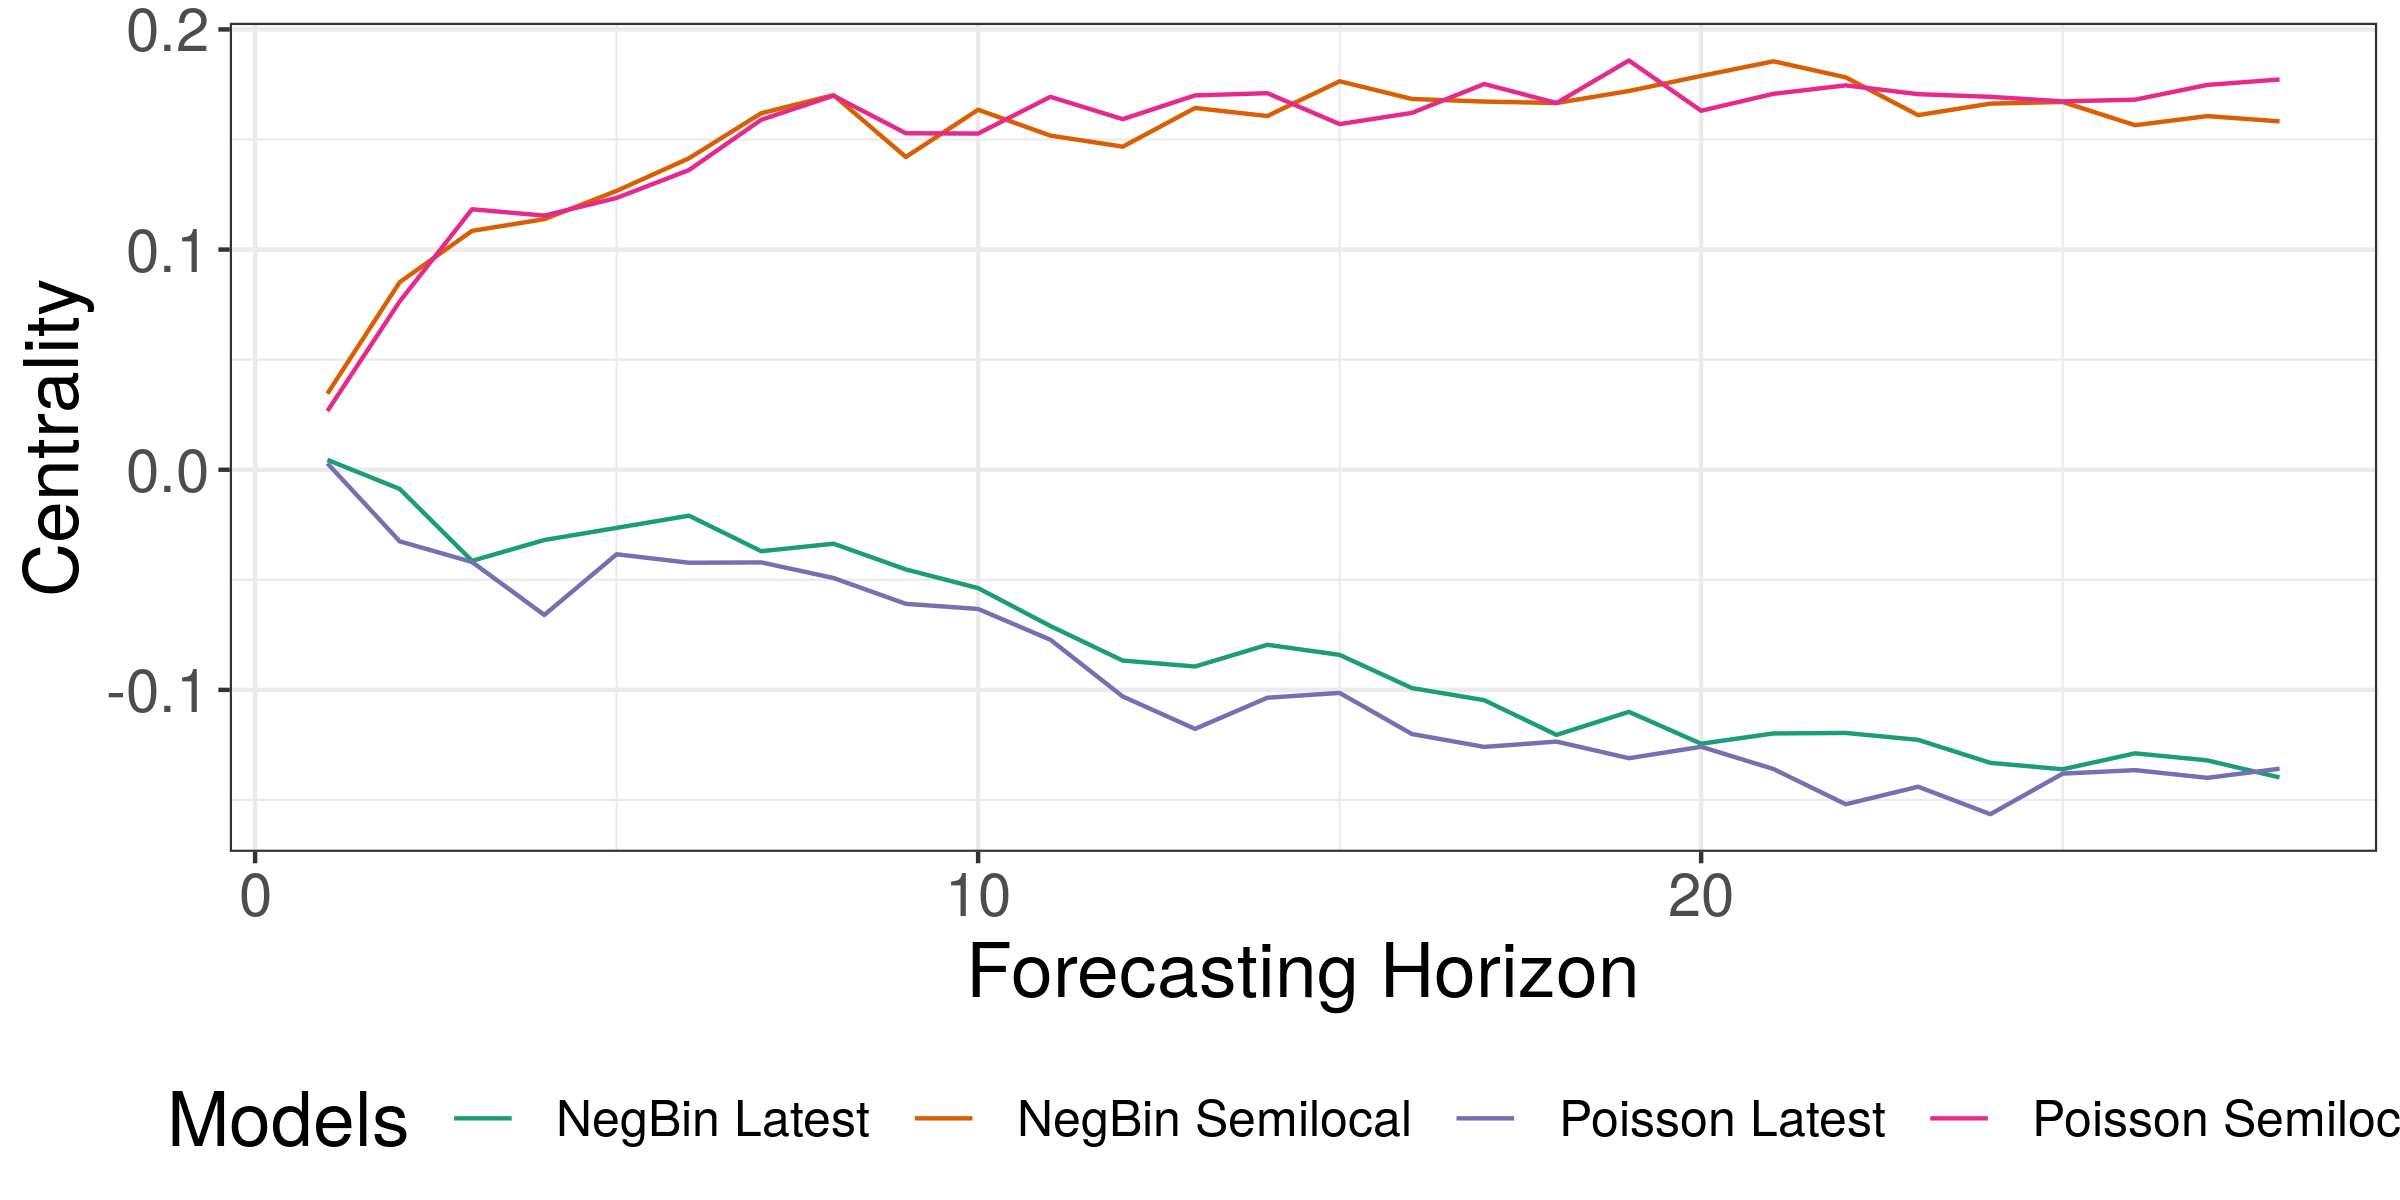 0.2
0.1
0.0
-0.1
Centrality
0 10 20
Forecasting Horizon
Models NegBin Latest NegBin Semilocal Poisson Latest Poisson Semiloc